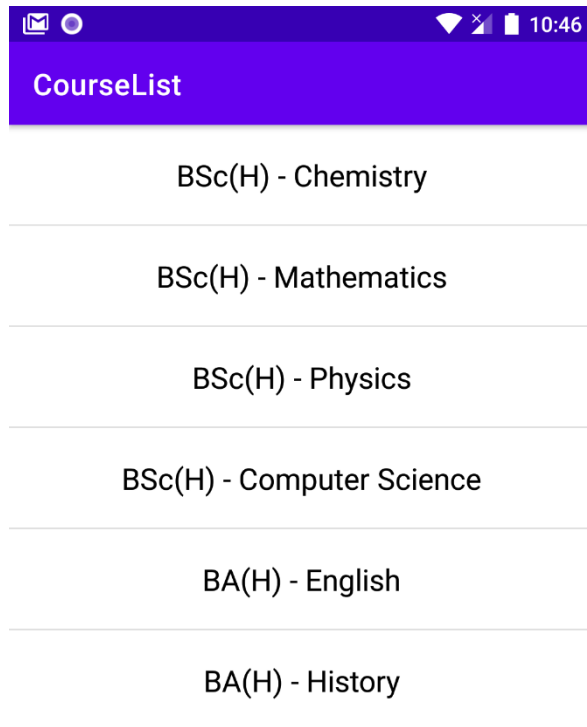 10:46
CourseList
BSc(H) - Chemistry
BSc(H) - Mathematics
BSc(H) - Physics
BSc(H) - Computer Science
BA(H) - English
BA(H) - History